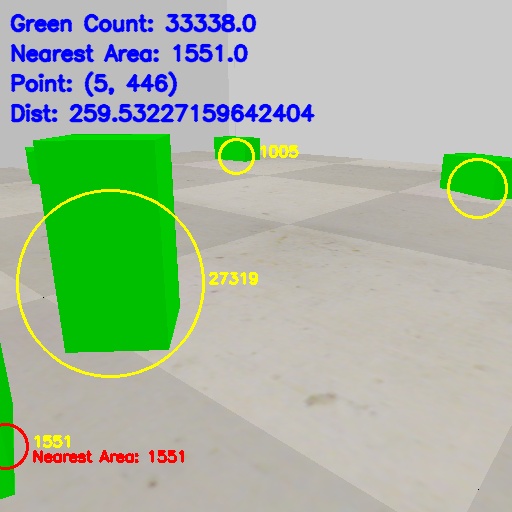 Green Count: 33338.0
Nearest Area: 1551.0
Point: (5, 446)
Dist: 259.53227159642404
1005
27319
1551
Nearest Area: 1551